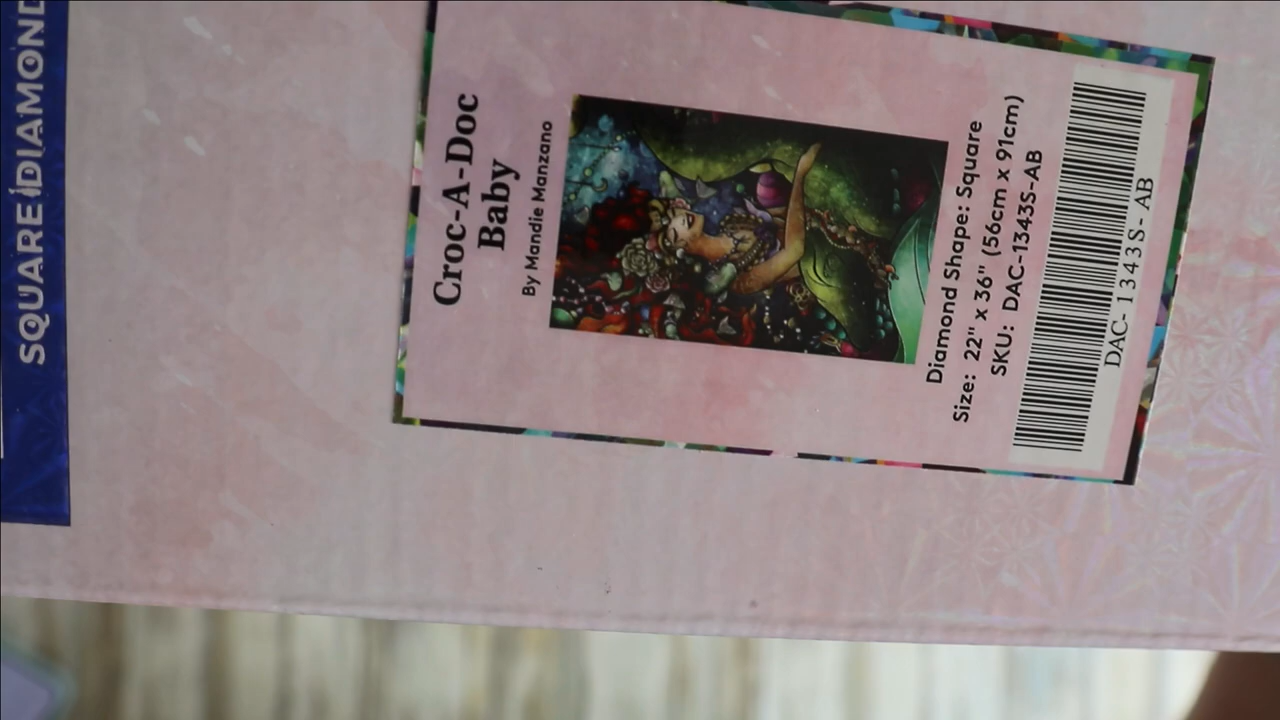 SQUARE DIAMOND
Croc-A-Doc
Baby
By Mandie Manzano
Diamond Shape: Square
Size: 22" x 36" (56cm x 91cm)
SKU: DAC-1343S-AB
DAC- 1343S- AB